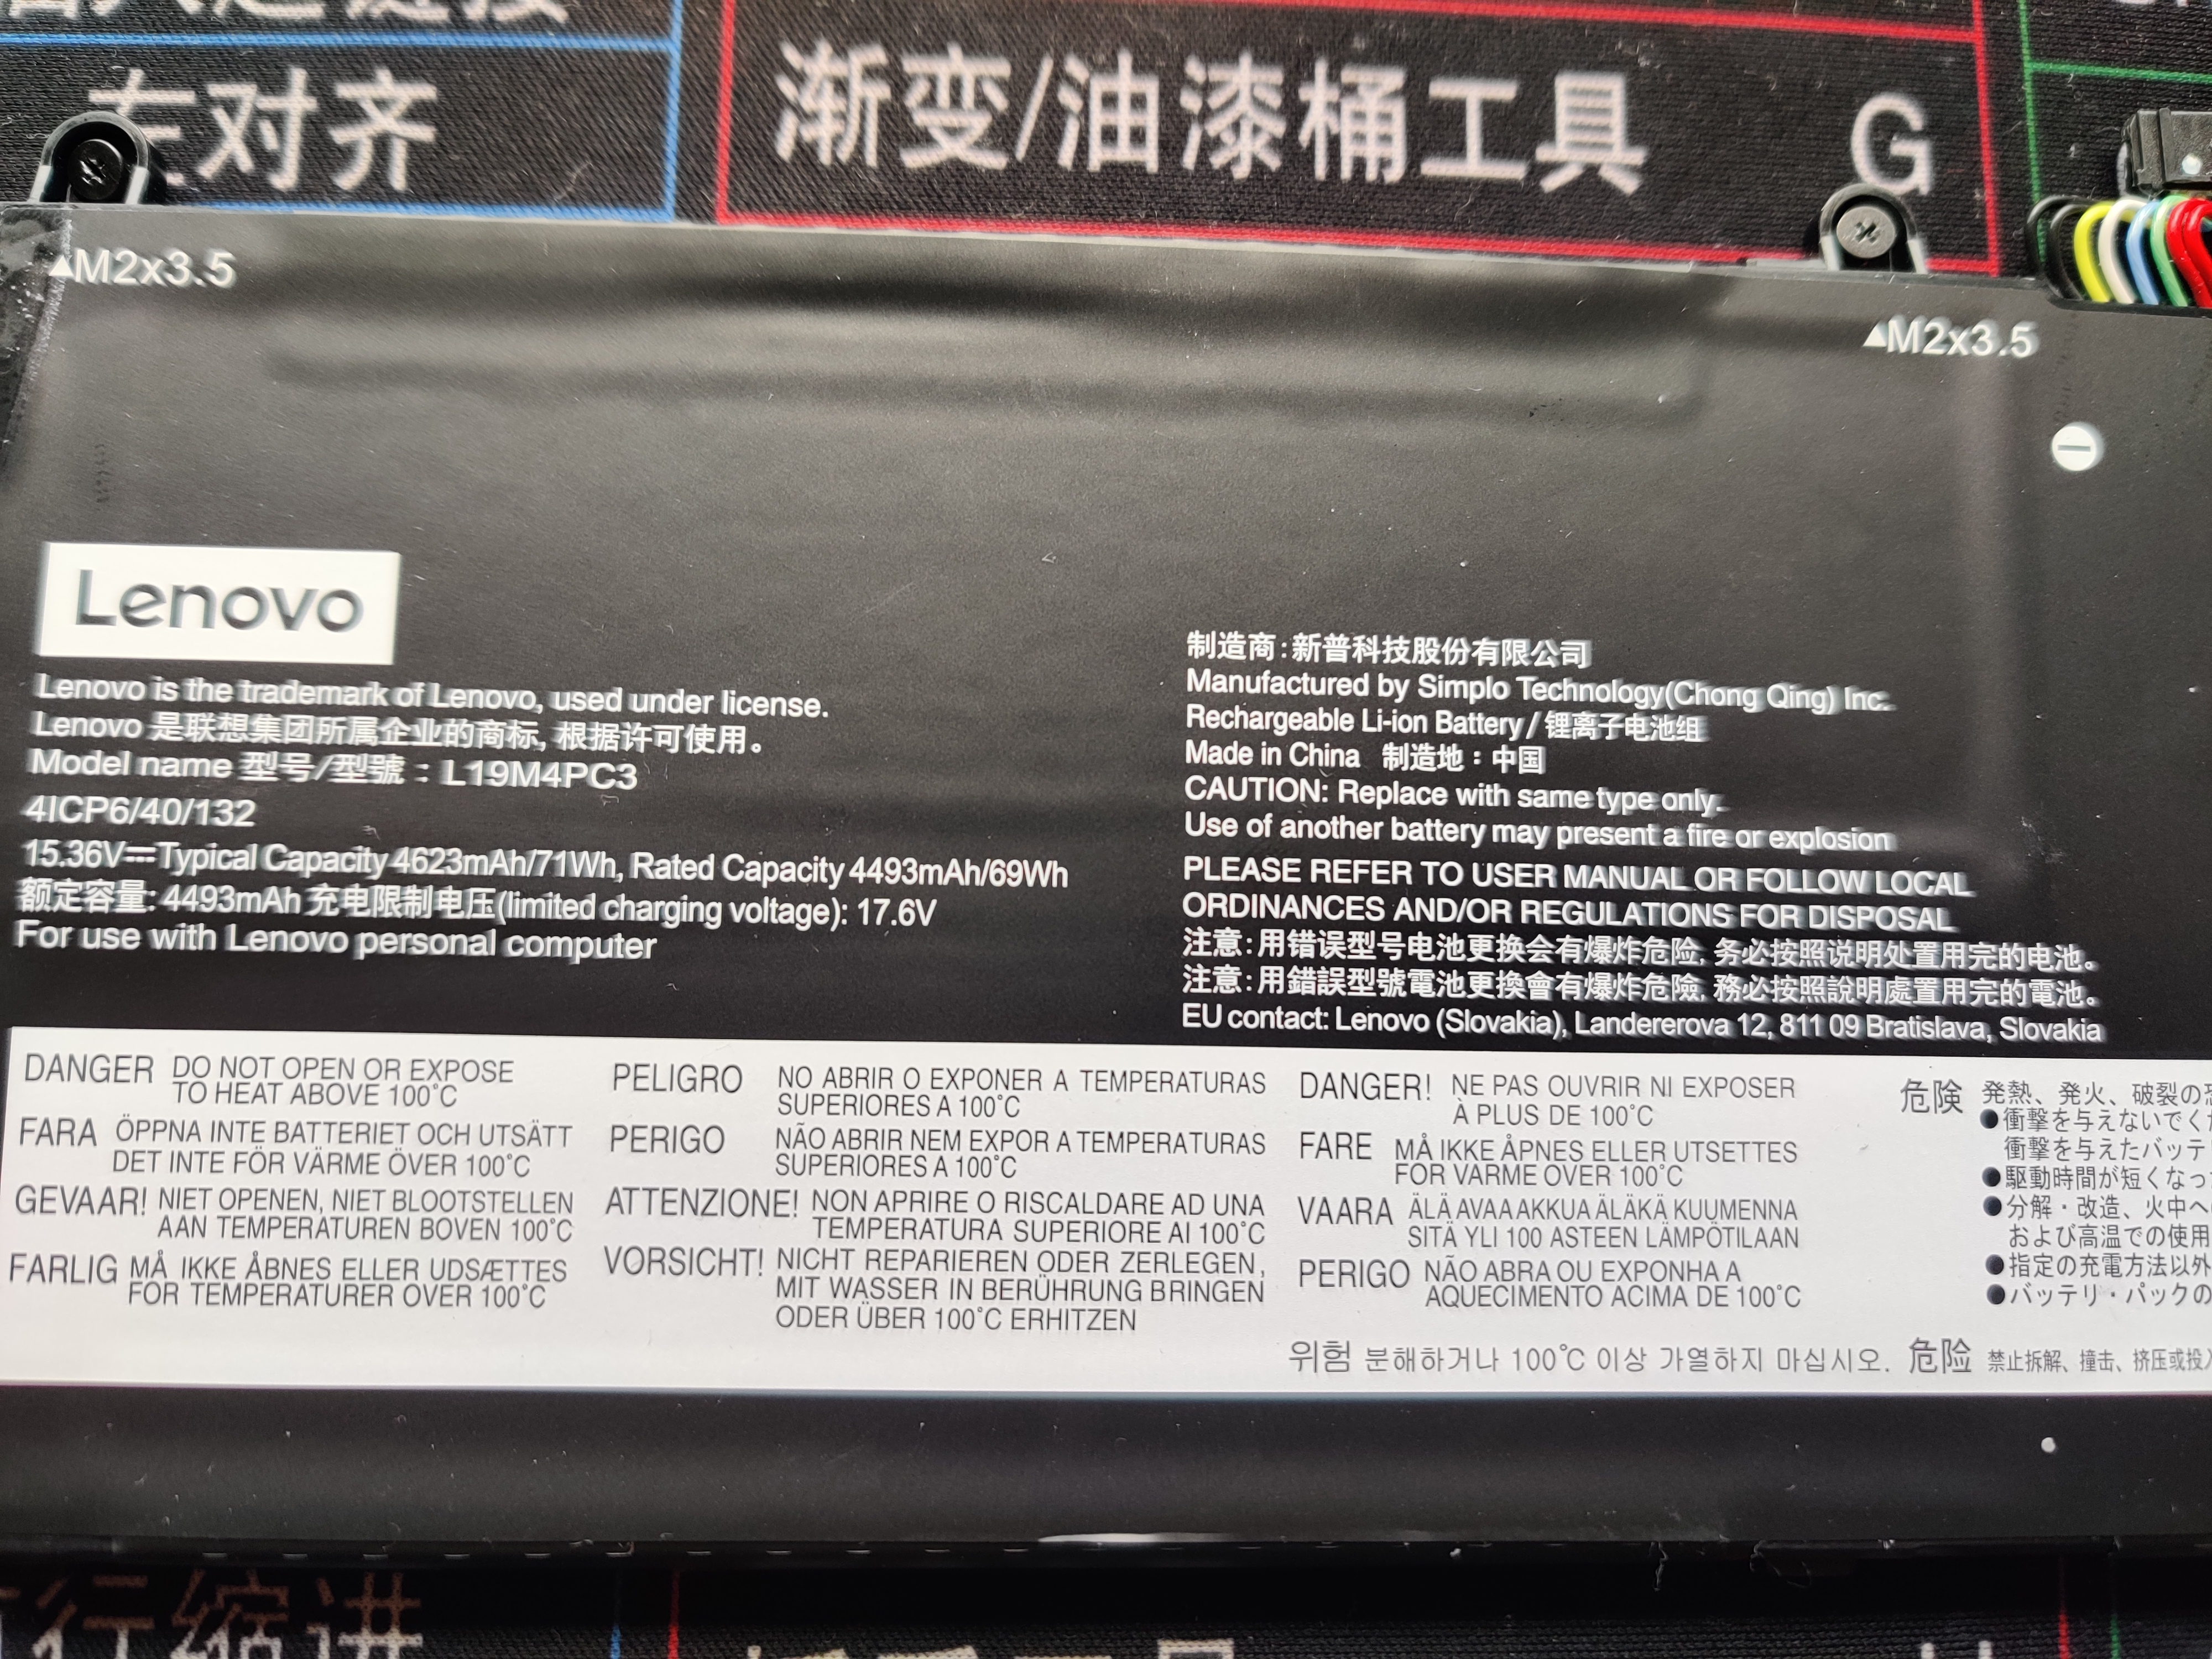 左对齐
渐变/油漆桶工具 G
▲M2x3.5
▲M2x3.5
Lenovo
Lenovo is the trademark of Lenovo, used under license.
Lenovo 是联想集团所属企业的商标, 根据许可使用。
Model name 型号/型號：L19M4PC3
4ICP6/40/132
15.36V⎓Typical Capacity 4623mAh/71Wh, Rated Capacity 4493mAh/69Wh
额定容量: 4493mAh 充电限制电压(limited charging voltage): 17.6V
For use with Lenovo personal computer
制造商:新普科技股份有限公司
Manufactured by Simplo Technology(Chong Qing) Inc.
Rechargeable Li-ion Battery / 锂离子电池组
Made in China 制造地：中国
CAUTION: Replace with same type only.
Use of another battery may present a fire or explosion
PLEASE REFER TO USER MANUAL OR FOLLOW LOCAL
ORDINANCES AND/OR REGULATIONS FOR DISPOSAL
注意:用错误型号电池更换会有爆炸危险, 务必按照说明处置用完的电池。
注意:用錯誤型號電池更換會有爆炸危險, 務必按照說明處置用完的電池。
EU contact: Lenovo (Slovakia), Landererova 12, 811 09 Bratislava, Slovakia
DANGER DO NOT OPEN OR EXPOSE
TO HEAT ABOVE 100°C
FARA ÖPPNA INTE BATTERIET OCH UTSÄTT
DET INTE FÖR VÄRME ÖVER 100°C
GEVAAR! NIET OPENEN, NIET BLOOTSTELLEN
AAN TEMPERATUREN BOVEN 100°C
FARLIG MÅ IKKE ÅBNES ELLER UDSÆTTES
FOR TEMPERATURER OVER 100°C
PELIGRO NO ABRIR O EXPONER A TEMPERATURAS
SUPERIORES A 100°C
PERIGO NÃO ABRIR NEM EXPOR A TEMPERATURAS
SUPERIORES A 100°C
ATTENZIONE! NON APRIRE O RISCALDARE AD UNA
TEMPERATURA SUPERIORE AI 100°C
VORSICHT! NICHT REPARIEREN ODER ZERLEGEN,
MIT WASSER IN BERÜHRUNG BRINGEN
ODER ÜBER 100°C ERHITZEN
DANGER! NE PAS OUVRIR NI EXPOSER
À PLUS DE 100°C
FARE MÅ IKKE ÅPNES ELLER UTSETTES
FOR VARME OVER 100°C
VAARA ÄLÄ AVAA AKKUA ÄLÄKÄ KUUMENNA
SITÄ YLI 100 ASTEEN LÄMPÖTILAAN
PERIGO NÃO ABRA OU EXPONHA A
AQUECIMENTO ACIMA DE 100°C
위험 분해하거나 100°C 이상 가열하지 마십시오.
危険 発熱、発火、破裂の
●衝撃を与えないでく
衝撃を与えたバッテ
●駆動時間が短くなっ
●分解・改造、火中へ
および高温での使用
●指定の充電方法以外
●バッテリ・パックの
危险 禁止拆解、撞击、挤压或投
行缩进